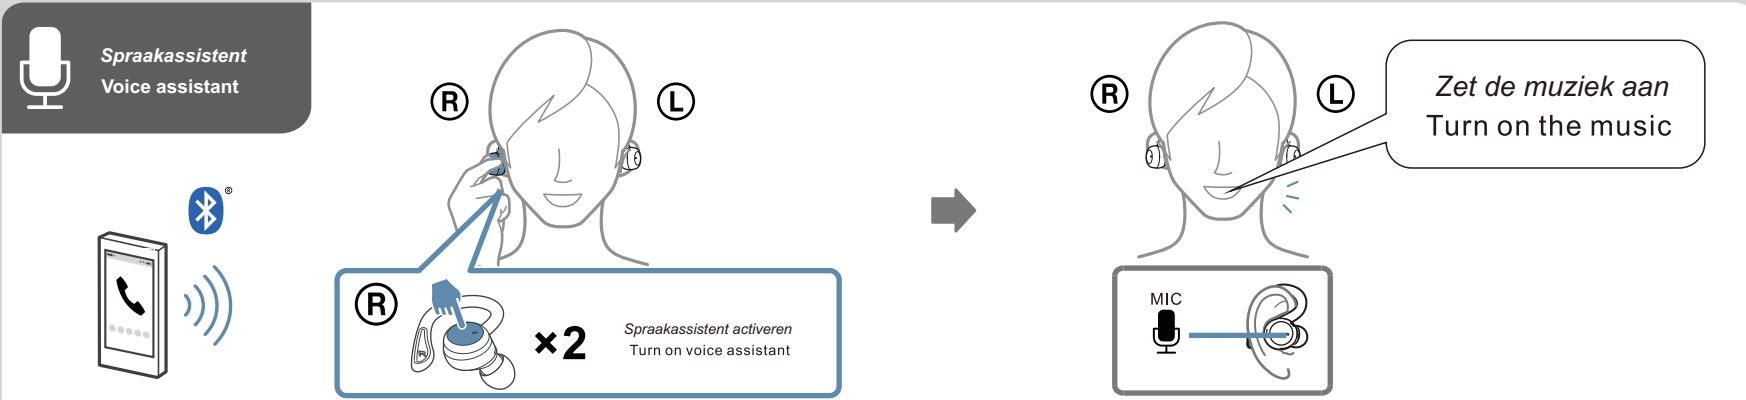 Spraakassistent
Voice assistant
R
L
®
R
×2
Spraakassistent activeren
Turn on voice assistant
R
L
Zet de muziek aan
Turn on the music
MIC